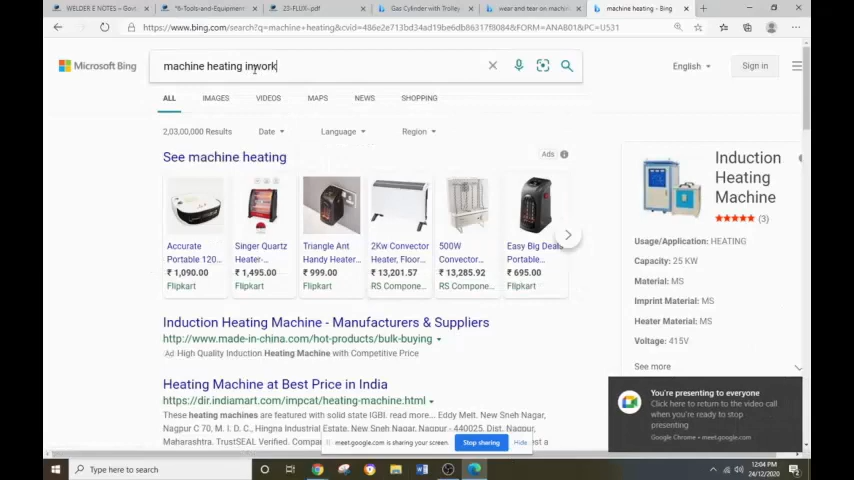 WELDER E NOTES – Gov
*6-Tools-and-Equipment
23-FLUX-.pdf
Gas Cylinder with Trolley
wear and tear on machin
machine heating - Bing
https://www.bing.com/search?q=machine+heating&cvid=486e2e713bd34ad19be6db86317f8084&FORM=ANAB01&PC=U531
Microsoft Bing
machine heating inwork
English
Sign in
ALL
IMAGES
VIDEOS
MAPS
NEWS
SHOPPING
2,03,00,000 Results
Date
Language
Region
See machine heating
Ads
Accurate
Portable 120...
₹ 1,090.00
Flipkart
Singer Quartz
Heater-
₹ 1,495.00
Flipkart
Triangle Ant
Handy Heater...
₹ 999.00
Flipkart
2Kw Convector
Heater, Floor...
₹ 13,201.57
RS Compone...
500W
Convector...
₹ 13,285.92
RS Compone...
Easy Big Deals
Portable...
₹ 695.00
Flipkart
Induction Heating Machine - Manufacturers & Suppliers
http://www.made-in-china.com/hot-products/bulk-buying
Ad High Quality Induction Heating Machine with Competitive Price
Heating Machine at Best Price in India
https://dir.indiamart.com/impcat/heating-machine.html
These heating machines are featured with solid state IGBI. read more... Eddy Melt. New Sneh Nagar,
Nagpur C 70, M. I. D. C., Hingna Industrial Estate, New Sneh Nagar, Dist. Nagpur,
Maharashtra. TrustSEAL Verified. Compan
Induction
Heating
Machine
(3)
Usage/Application: HEATING
Capacity: 25 KW
Material: MS
Imprint Material: MS
Heater Material: MS
Voltage: 415V
See more
You're presenting to everyone
Click here to return to the video call
when you're ready to stop
presenting
Google Chrome • meet.google.com
meet.google.com is sharing your screen.
Stop sharing
Hide
Type here to search
12:04 PM
24/12/2020